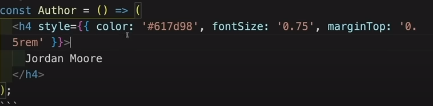 const Author = () => (
<h4 style={{ color: '#617d98', fontSize: '0.75', marginTop: '0.
5rem' }}>
Jordan Moore
</h4>
);
```